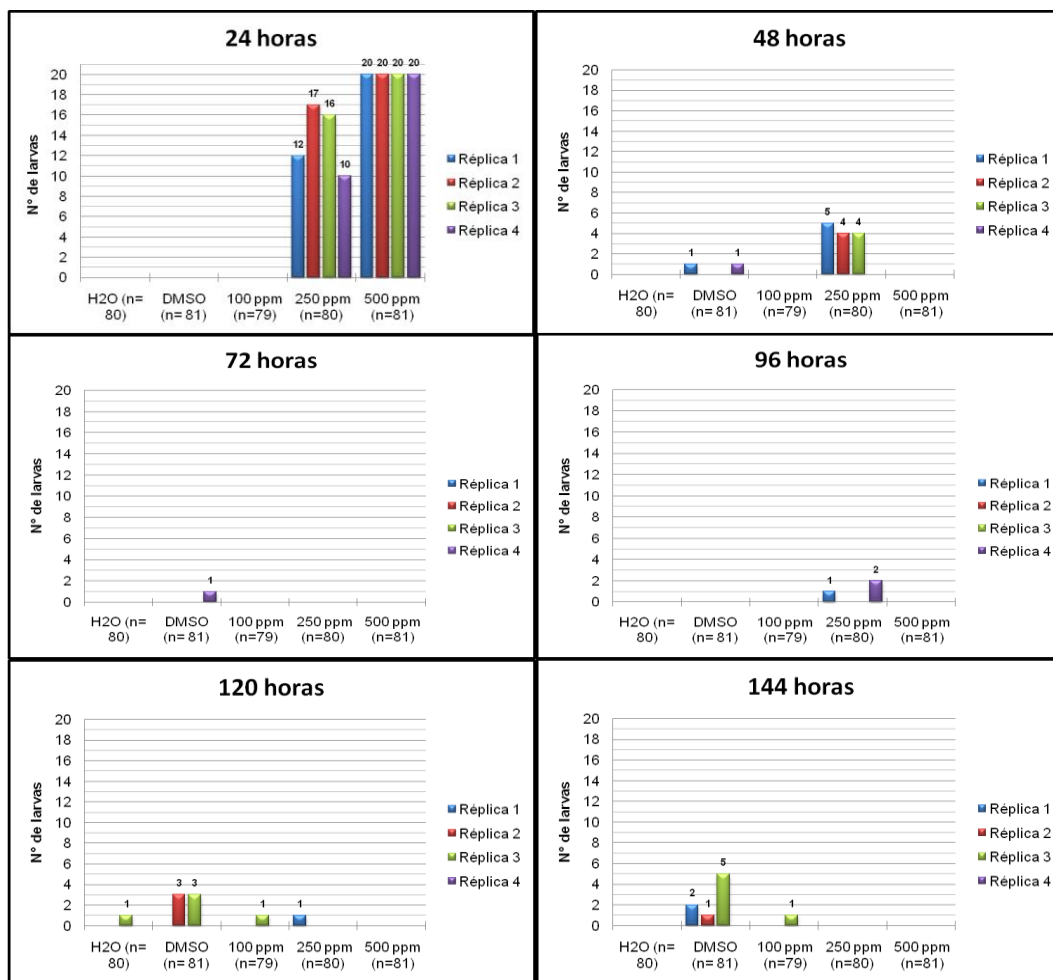 24 horas
N° de larvas
20
18
16
14
12
10
8
6
4
2
0
12
17
16
10
20 20 20 20
H2O (n= DMSO 100 ppm 250 ppm 500 ppm
80) (n= 81) (n=79) (n=80) (n=81)
Réplica 1
Réplica 2
Réplica 3
Réplica 4
48 horas
N° de larvas
20
18
16
14
12
10
8
6
4
2
0
1
1
5
4
4
H2O (n= DMSO 100 ppm 250 ppm 500 ppm
80) (n= 81) (n=79) (n=80) (n=81)
Réplica 1
Réplica 2
Réplica 3
Réplica 4
72 horas
N° de larvas
20
18
16
14
12
10
8
6
4
2
0
1
H2O (n= DMSO 100 ppm 250 ppm 500 ppm
80) (n= 81) (n=79) (n=80) (n=81)
Réplica 1
Réplica 2
Réplica 3
Réplica 4
96 horas
N° de larvas
20
18
16
14
12
10
8
6
4
2
0
1
2
H2O (n= DMSO 100 ppm 250 ppm 500 ppm
80) (n= 81) (n=79) (n=80) (n=81)
Réplica 1
Réplica 2
Réplica 3
Réplica 4
120 horas
N° de larvas
20
18
16
14
12
10
8
6
4
2
0
1
3
3
1
1
H2O (n= DMSO 100 ppm 250 ppm 500 ppm
80) (n= 81) (n=79) (n=80) (n=81)
Réplica 1
Réplica 2
Réplica 3
Réplica 4
144 horas
N° de larvas
20
18
16
14
12
10
8
6
4
2
0
2
1
5
1
H2O (n= DMSO 100 ppm 250 ppm 500 ppm
80) (n= 81) (n=79) (n=80) (n=81)
Réplica 1
Réplica 2
Réplica 3
Réplica 4